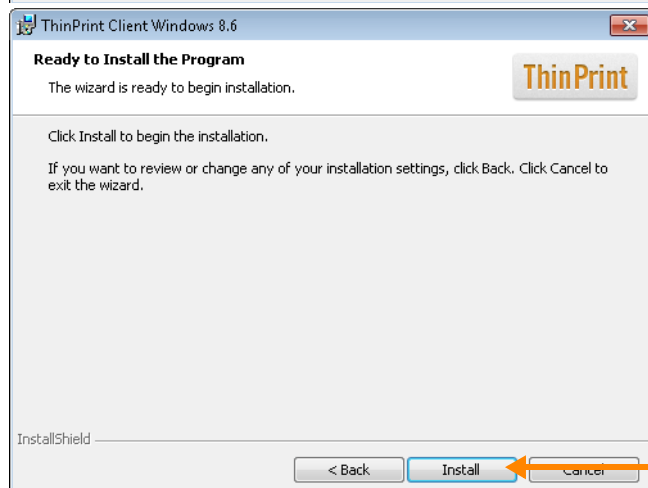 ThinPrint Client Windows 8.6
Ready to Install the Program
The wizard is ready to begin installation.
ThinPrint
Click Install to begin the installation.
If you want to review or change any of your installation settings, click Back. Click Cancel to
exit the wizard.
InstallShield
< Back Install Cancel